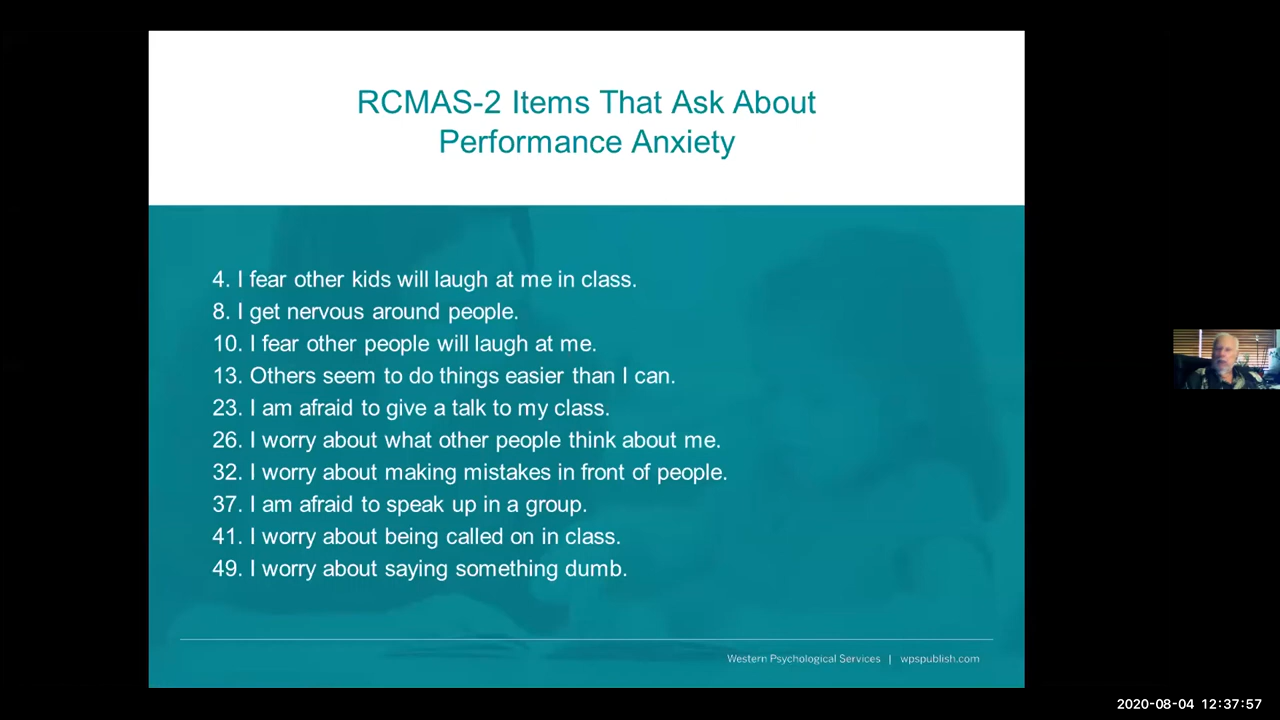 RCMAS-2 Items That Ask About
Performance Anxiety
4. I fear other kids will laugh at me in class.
8. I get nervous around people.
10. I fear other people will laugh at me.
13. Others seem to do things easier than I can.
23. I am afraid to give a talk to my class.
26. I worry about what other people think about me.
32. I worry about making mistakes in front of people.
37. I am afraid to speak up in a group.
41. I worry about being called on in class.
49. I worry about saying something dumb.
Western Psychological Services | wpspublish.com
2020-08-04 12:37:57